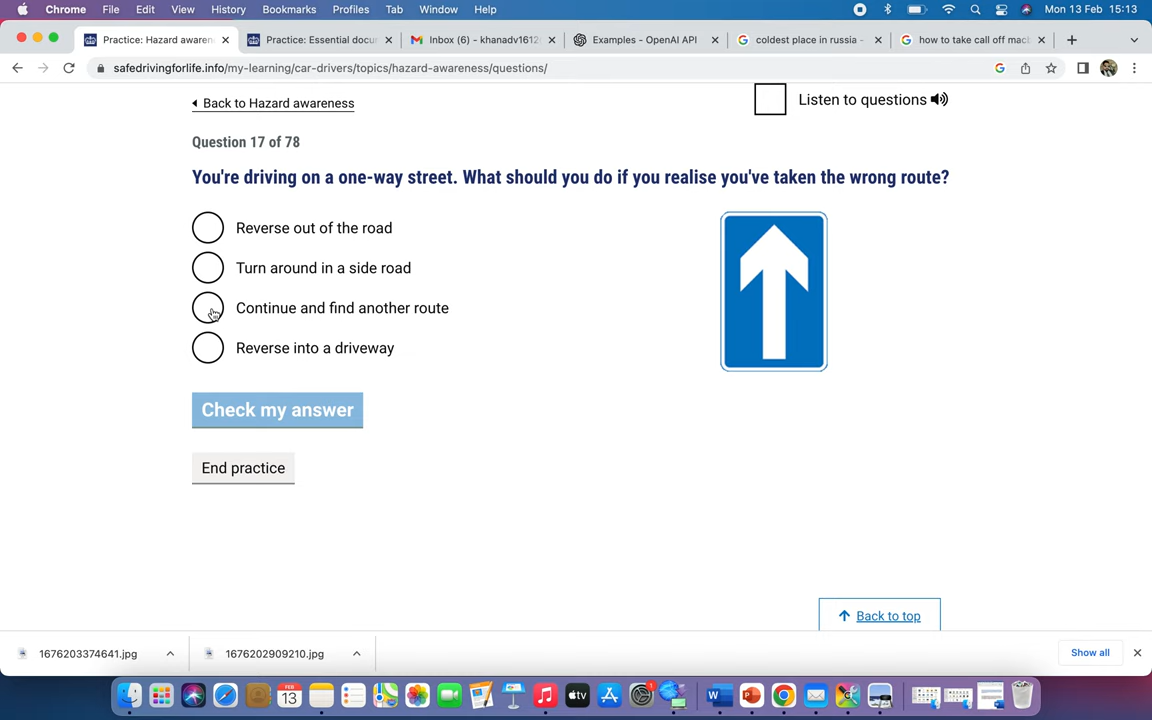 Chrome File Edit View History Bookmarks Profiles Tab Window Help Mon 13 Feb 15:13
Practice: Hazard awaren Practice: Essential docu Inbox (6) - khanadv1612 Examples - OpenAI API coldest place in russia - how to take call off mac
safedrivingforlife.info/my-learning/car-drivers/topics/hazard-awareness/questions/
Back to Hazard awareness Listen to questions
Question 17 of 78
You're driving on a one-way street. What should you do if you realise you've taken the wrong route?
Reverse out of the road
Turn around in a side road
Continue and find another route
Reverse into a driveway
Check my answer
End practice
Back to top
1676203374641.jpg 1676202909210.jpg Show all
FEB
13
tv
1
W
P